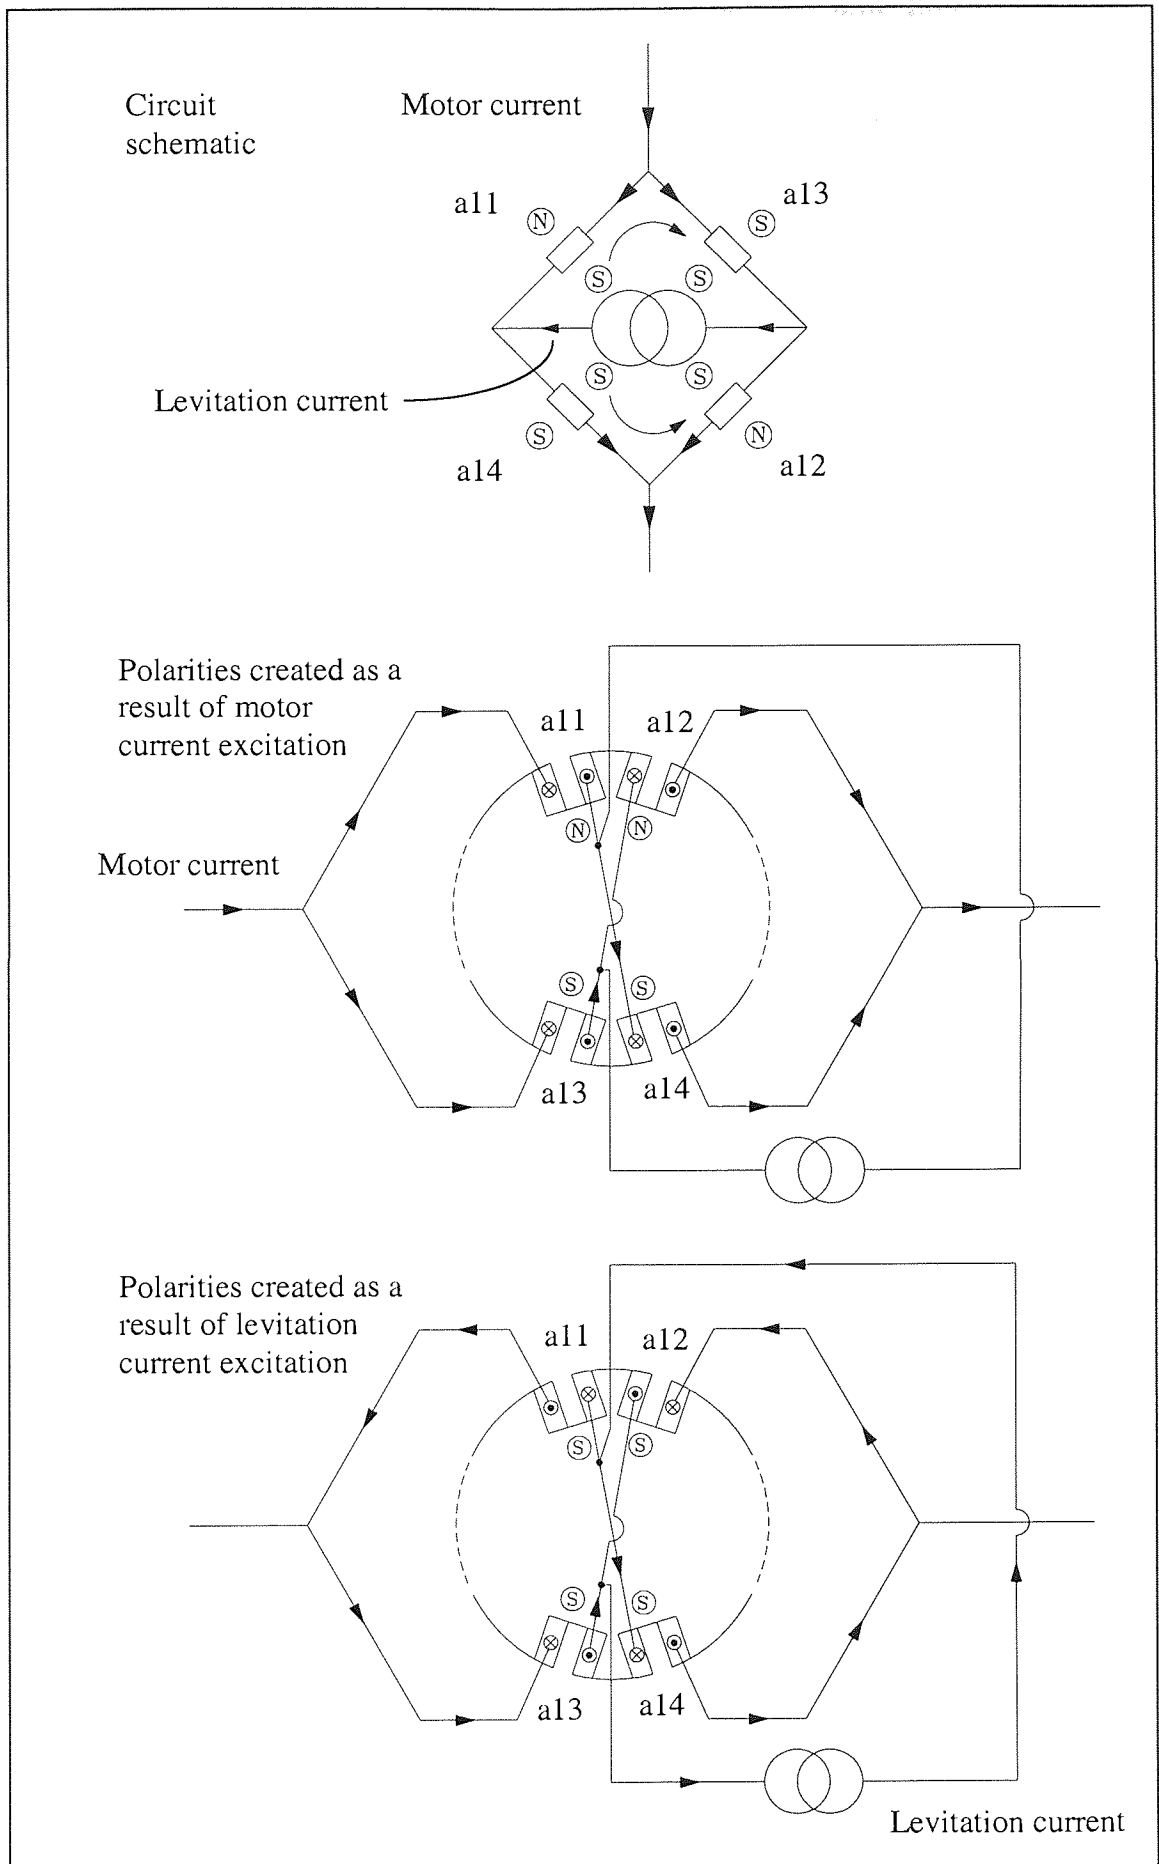 Circuit
schematic
Motor current
a11
N
a13
S
S
S
Levitation current
S
S
S
a14
N
a12
Polarities created as a
result of motor
current excitation
a11
a12
N
N
Motor current
S
S
a13
a14
Polarities created as a
result of levitation
current excitation
a11
a12
S
S
S
S
a13
a14
Levitation current